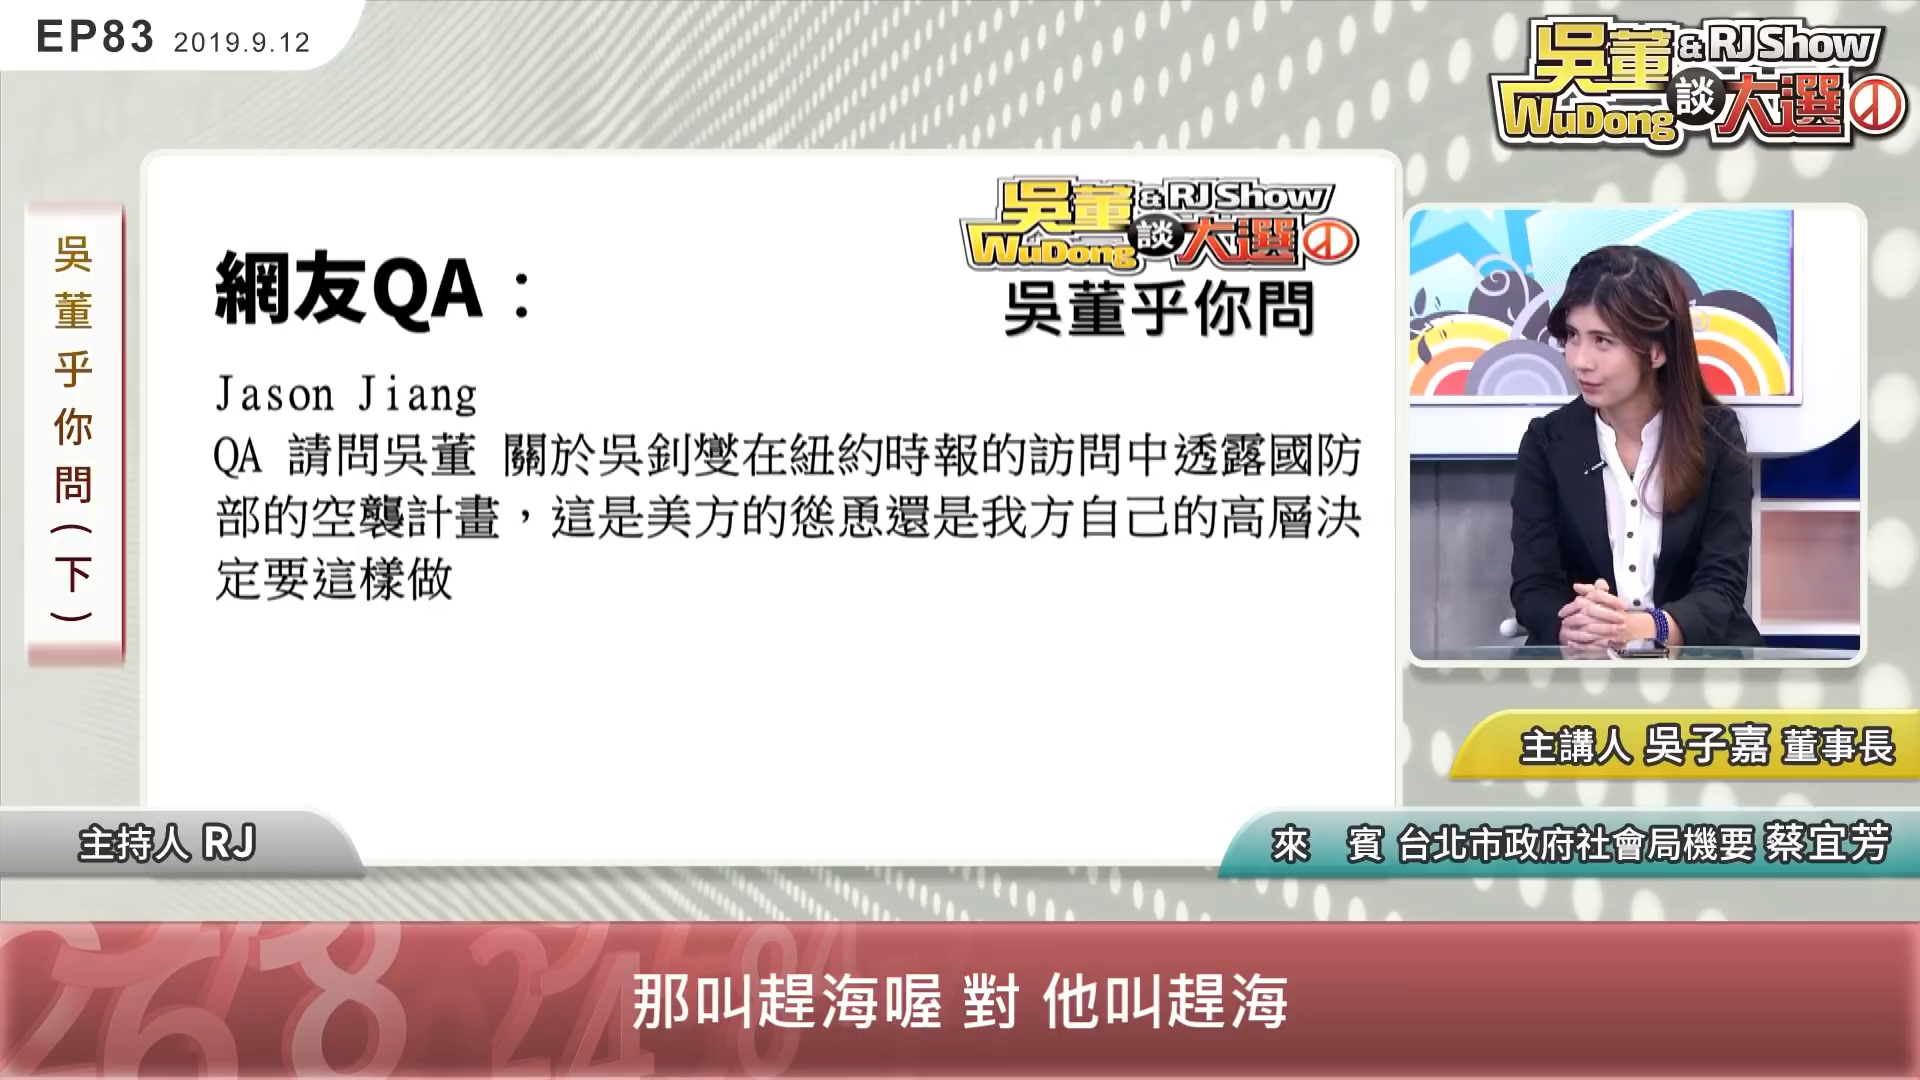 EP83 2019.9.12
吳董 & RJ Show
WuDong 談 大選
吳董乎你問(下)
吳董 & RJ Show
WuDong 談 大選
吳董乎你問
網友QA：
Jason Jiang
QA 請問吳董 關於吳釗燮在紐約時報的訪問中透露國防
部的空襲計畫，這是美方的慫恿還是我方自己的高層決
定要這樣做
主講人 吳子嘉 董事長
主持人 RJ
來 賓 台北市政府社會局機要 蔡宜芳
那叫趕海喔 對 他叫趕海